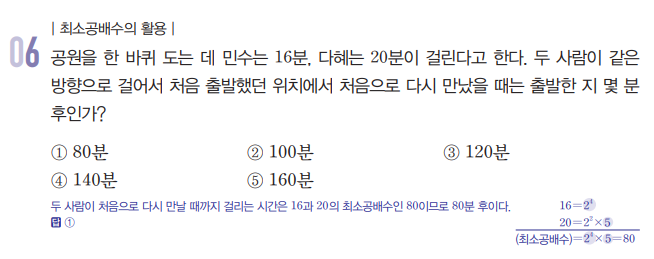 | 최소공배수의 활용 |
06 공원을 한 바퀴 도는 데 민수는 16분, 다혜는 20분이 걸린다고 한다. 두 사람이 같은
방향으로 걸어서 처음 출발했던 위치에서 처음으로 다시 만났을 때는 출발한 지 몇 분
후인가?
① 80분 ② 100분 ③ 120분
④ 140분 ⑤ 160분
두 사람이 처음으로 다시 만날 때까지 걸리는 시간은 16과 20의 최소공배수인 80이므로 80분 후이다.
답 ①
16=2⁴
20=2²×5
(최소공배수)=2⁴×5=80